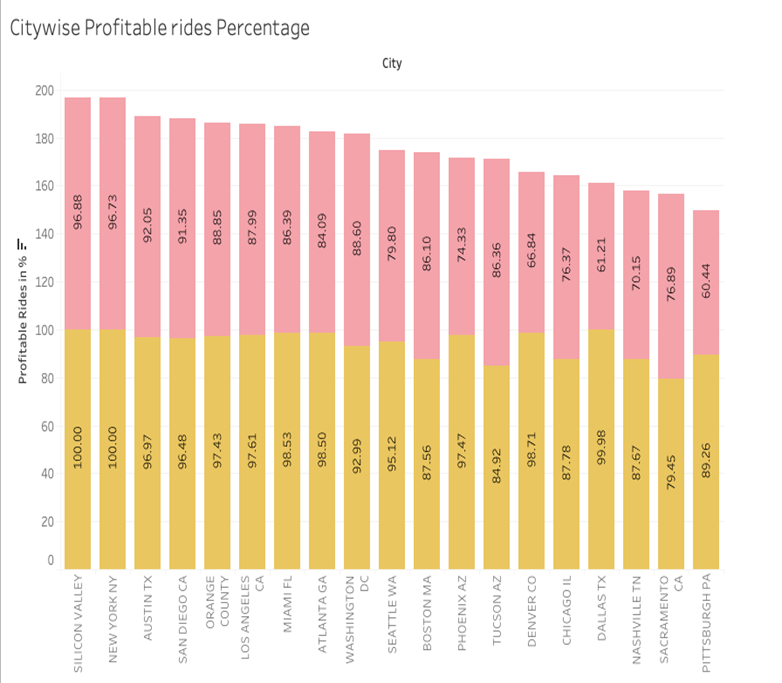 Citywise Profitable rides Percentage
City
Profitable Rides in %
200
180
160
140
120
100
80
60
40
20
0
96.88
96.73
92.05
91.35
88.85
87.99
86.39
84.09
88.60
79.80
86.10
74.33
86.36
66.84
76.37
61.21
70.15
76.89
60.44
100.00
100.00
96.97
96.48
97.43
97.61
98.53
98.50
92.99
95.12
87.56
97.47
84.92
98.71
87.78
99.98
87.67
79.45
89.26
SILICON VALLEY
NEW YORK NY
AUSTIN TX
SAN DIEGO CA
ORANGE
COUNTY
LOS ANGELES
CA
MIAMI FL
ATLANTA GA
WASHINGTON
DC
SEATTLE WA
BOSTON MA
PHOENIX AZ
TUCSON AZ
DENVER CO
CHICAGO IL
DALLAS TX
NASHVILLE TN
SACRAMENTO
CA
PITTSBURGH PA